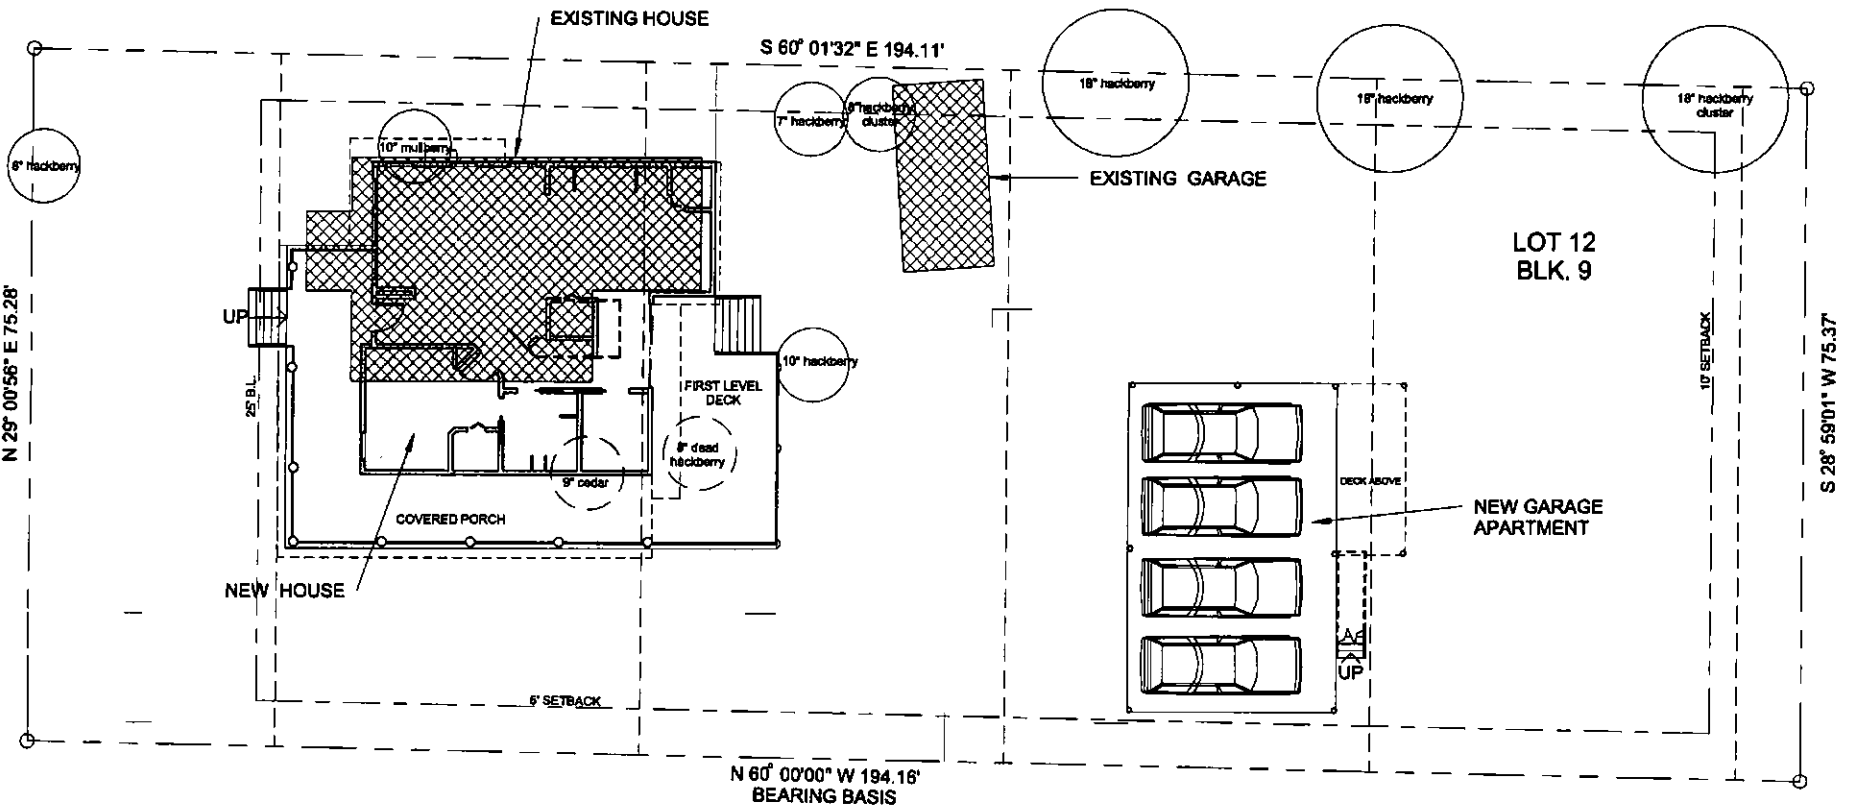 EXISTING HOUSE
S 60° 01'32" E 194.11'
18" hackberry
18" hackberry
18" hackberry
cluster
7" hackberry
8" hackberry
cluster
10" mulberry
8" hackberry
EXISTING GARAGE
LOT 12
BLK. 9
N 29° 00'56" E 75.28'
UP
25' B.L.
10" hackberry
FIRST LEVEL
DECK
8" dead
hackberry
9" cedar
COVERED PORCH
NEW HOUSE
10' SETBACK
S 28° 59'01" W 75.37'
DECK ABOVE
NEW GARAGE
APARTMENT
UP
5' SETBACK
N 60° 00'00" W 194.16'
BEARING BASIS